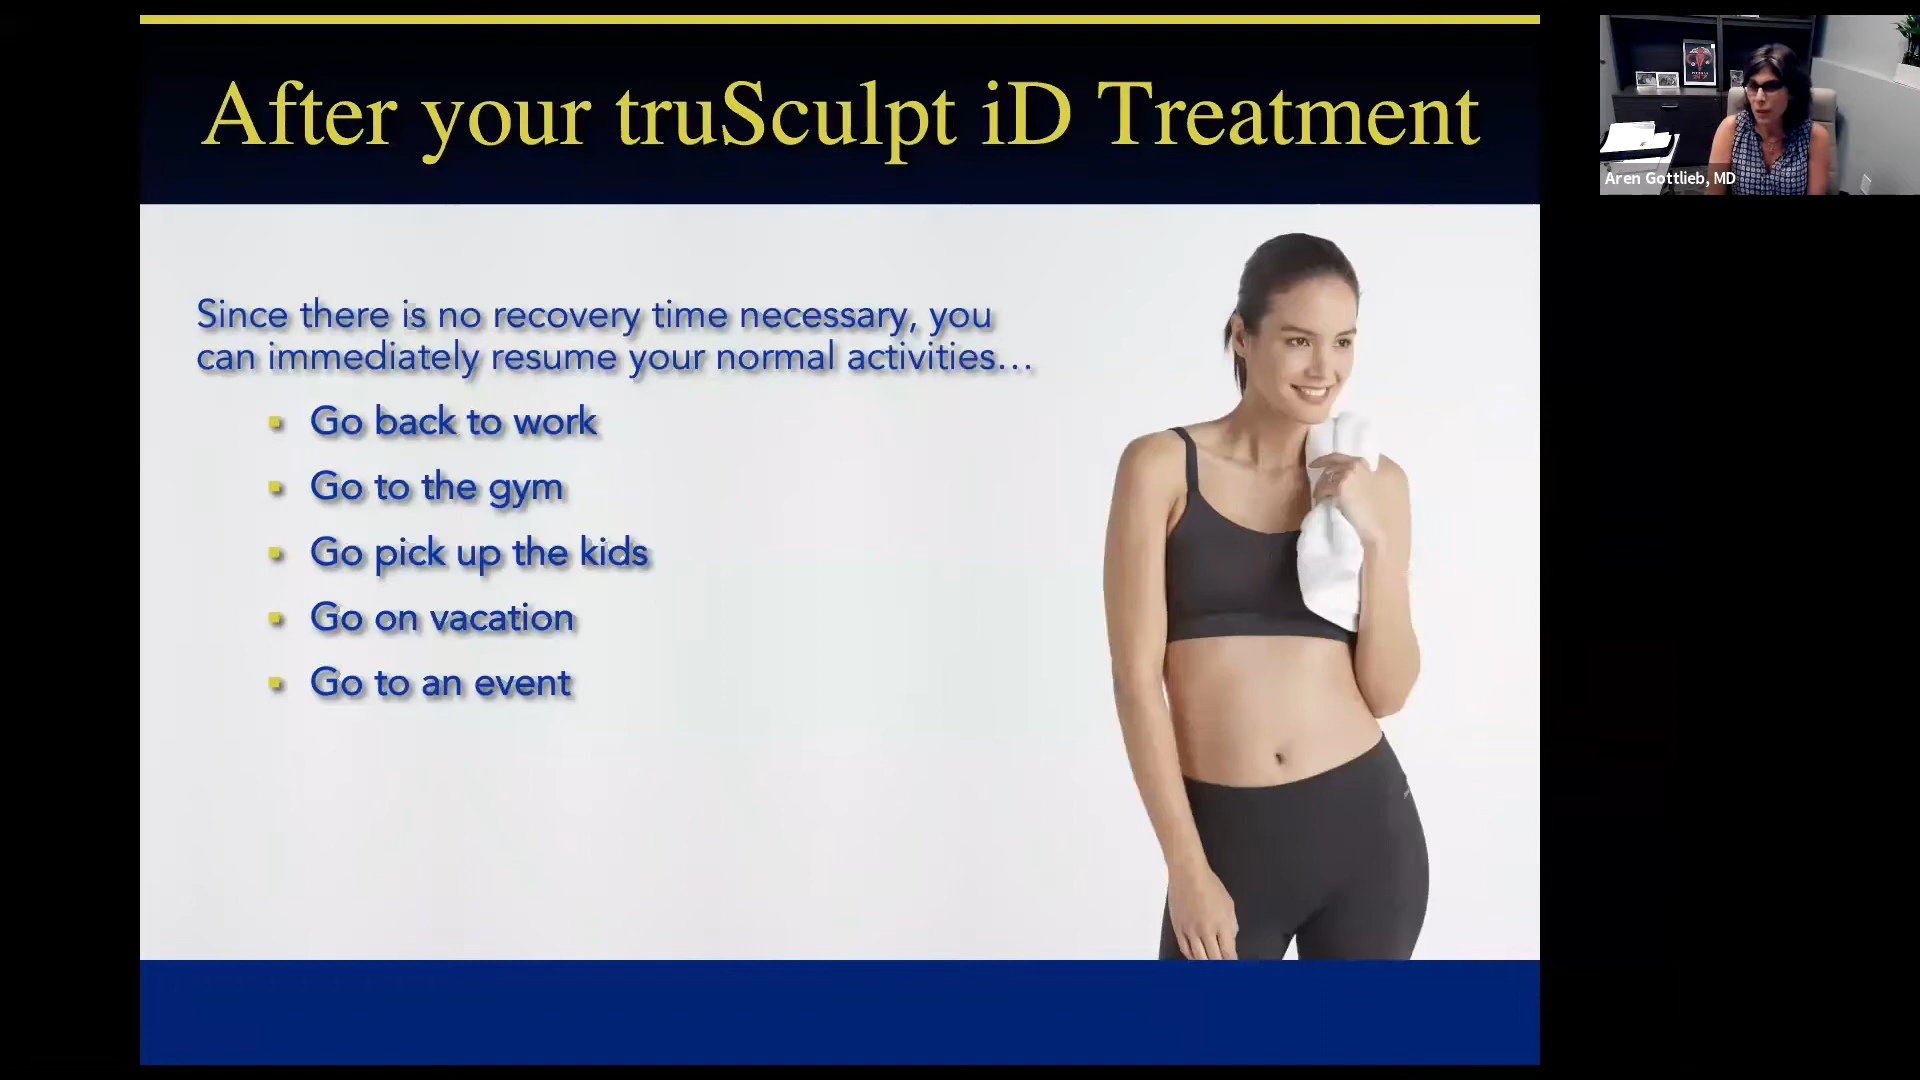 After your truSculpt iD Treatment
Aren Gottlieb, MD
Since there is no recovery time necessary, you
can immediately resume your normal activities…
Go back to work
Go to the gym
Go pick up the kids
Go on vacation
Go to an event